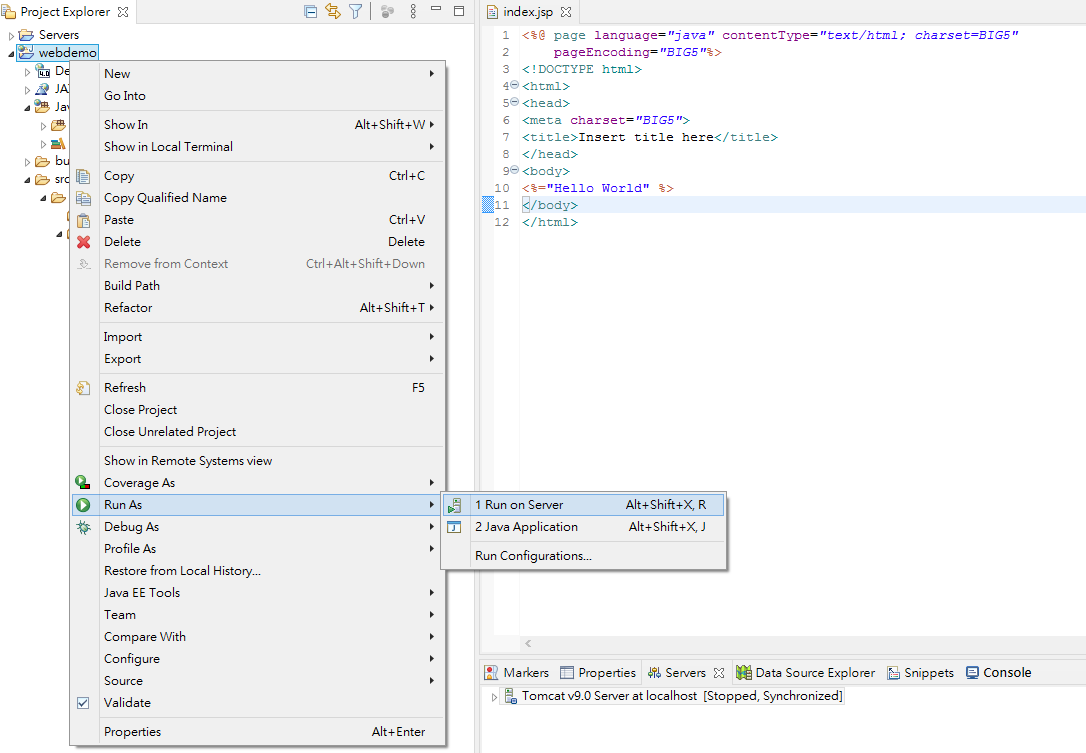 Project Explorer
Servers
webdemo
De
JA
Jav
bu
src
New
Go Into
Show In Alt+Shift+W
Show in Local Terminal
Copy Ctrl+C
Copy Qualified Name
Paste Ctrl+V
Delete Delete
Remove from Context Ctrl+Alt+Shift+Down
Build Path
Refactor Alt+Shift+T
Import
Export
Refresh F5
Close Project
Close Unrelated Project
Show in Remote Systems view
Coverage As
Run As
Debug As
Profile As
Restore from Local History...
Java EE Tools
Team
Compare With
Configure
Source
Validate
Properties Alt+Enter
1 Run on Server Alt+Shift+X, R
2 Java Application Alt+Shift+X, J
Run Configurations...
index.jsp
1 <%@ page language="java" contentType="text/html; charset=BIG5"
2 pageEncoding="BIG5"%>
3 <!DOCTYPE html>
4 <html>
5 <head>
6 <meta charset="BIG5">
7 <title>Insert title here</title>
8 </head>
9 <body>
10 <%="Hello World" %>
11 </body>
12 </html>
Markers Properties Servers Data Source Explorer Snippets Console
Tomcat v9.0 Server at localhost [Stopped, Synchronized]